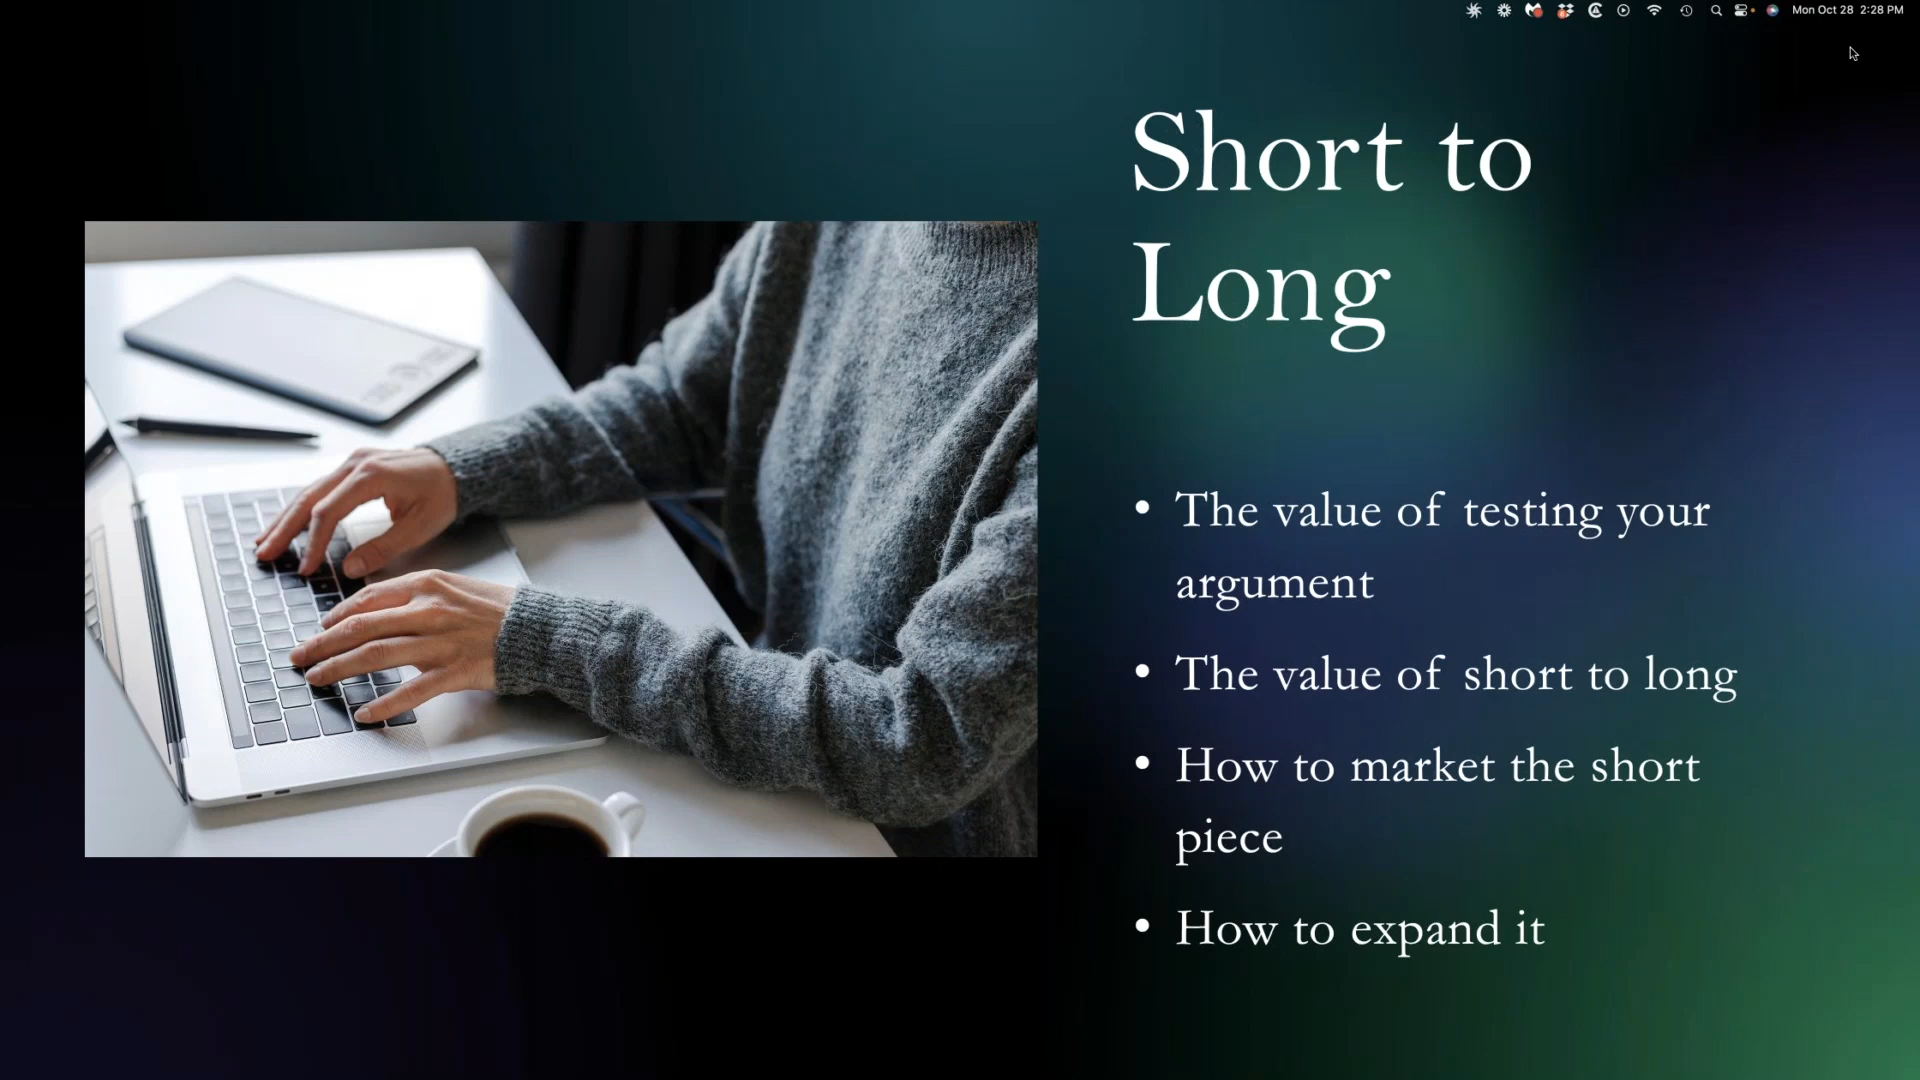 Mon Oct 28 2:28 PM
Short to
Long
• The value of testing your
argument
• The value of short to long
• How to market the short
piece
• How to expand it